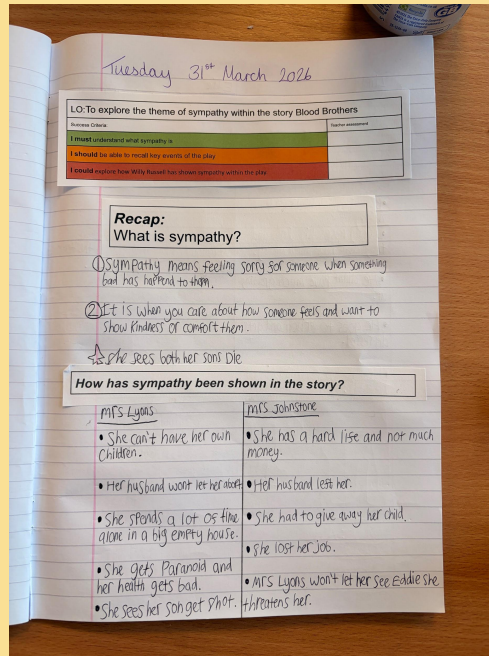 Tuesday 31st March 2026
LO:To explore the theme of sympathy within the story Blood Brothers
Success Criteria:
Teacher assessment
I must understand what sympathy is
I should be able to recall key events of the play
I could explore how Willy Russell has shown sympathy within the play
Recap:
What is sympathy?
① Sympathy means feeling sorry for someone when something
bad has happend to them.
② It is when you care about how someone feels and want to
show kindness or comfort them.
She sees both her sons Die
How has sympathy been shown in the story?
Mrs Lyons
• She can't have her own
Children.
• Her husband wont let her
• She spends a lot of time
alone in a big empty house.
• She gets Paranoid and
her health gets bad.
• She sees her son get shot.
Mrs Johnstone
• She has a hard life and not much
money.
• Her husband left her.
• She had to give away her child.
• She lost her job.
• Mrs Lyons won't let her see Eddie she
threatens her.